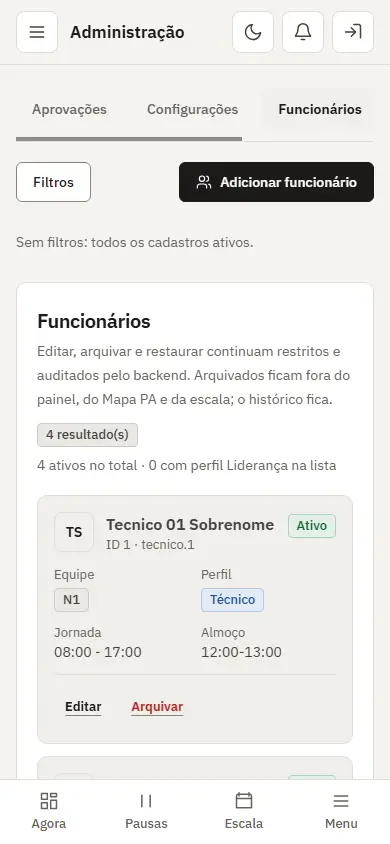 Administração
Aprovações
Configurações
Funcionários
Filtros
Adicionar funcionário
Sem filtros: todos os cadastros ativos.
Funcionários
Editar, arquivar e restaurar continuam restritos e
auditados pelo backend. Arquivados ficam fora do
painel, do Mapa PA e da escala; o histórico fica.
4 resultado(s)
4 ativos no total · 0 com perfil Liderança na lista
TS
Tecnico 01 Sobrenome
Ativo
ID 1 · tecnico.1
Equipe
Perfil
N1
Técnico
Jornada
Almoço
08:00 - 17:00
12:00-13:00
Editar
Arquivar
Agora
Pausas
Escala
Menu